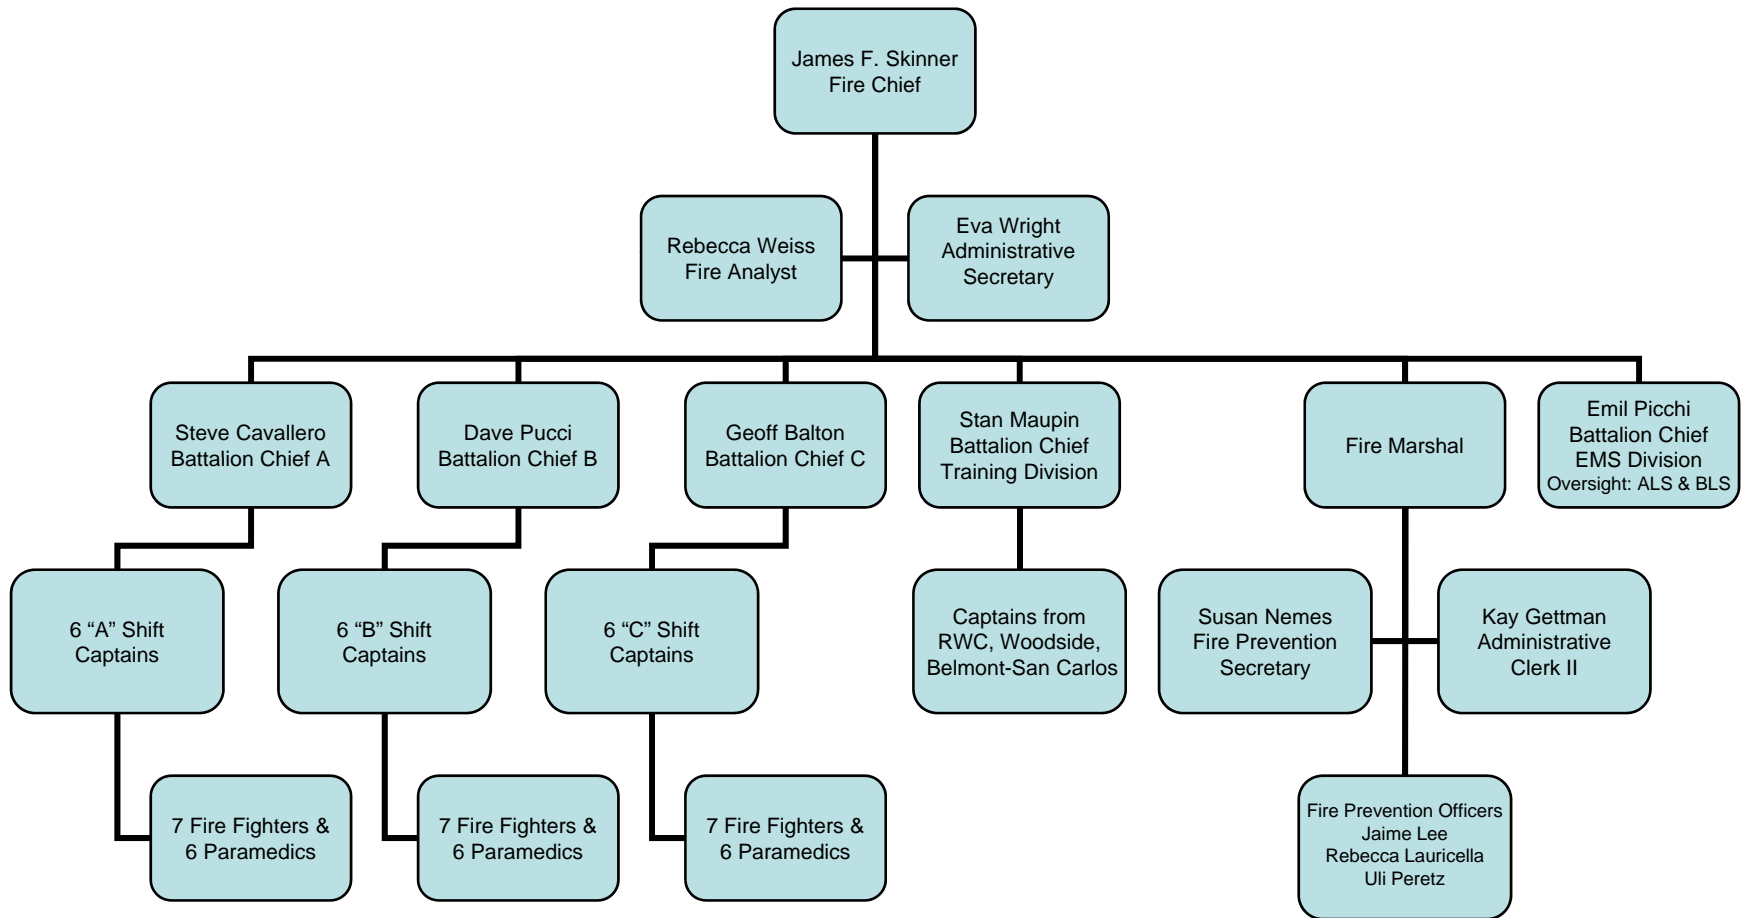 James F. Skinner
Fire Chief
Rebecca Weiss
Fire Analyst
Eva Wright
Administrative
Secretary
Steve Cavallero
Battalion Chief A
Dave Pucci
Battalion Chief B
Geoff Balton
Battalion Chief C
Stan Maupin
Battalion Chief
Training Division
Fire Marshal
Emil Picchi
Battalion Chief
EMS Division
Oversight: ALS & BLS
6 “A” Shift
Captains
6 “B” Shift
Captains
6 “C” Shift
Captains
Captains from
RWC, Woodside,
Belmont-San Carlos
Susan Nemes
Fire Prevention
Secretary
Kay Gettman
Administrative
Clerk II
7 Fire Fighters &
6 Paramedics
7 Fire Fighters &
6 Paramedics
7 Fire Fighters &
6 Paramedics
Fire Prevention Officers
Jaime Lee
Rebecca Lauricella
Uli Peretz